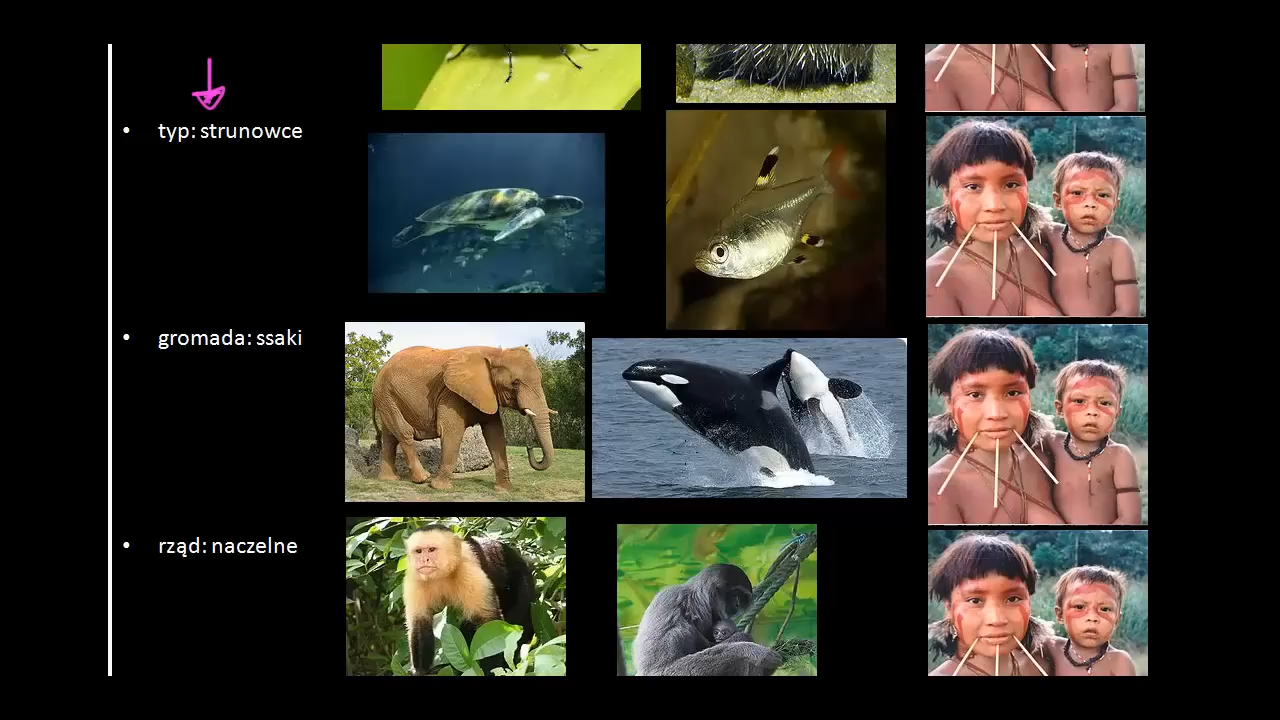 • typ: strunowce
• gromada: ssaki
• rząd: naczelne